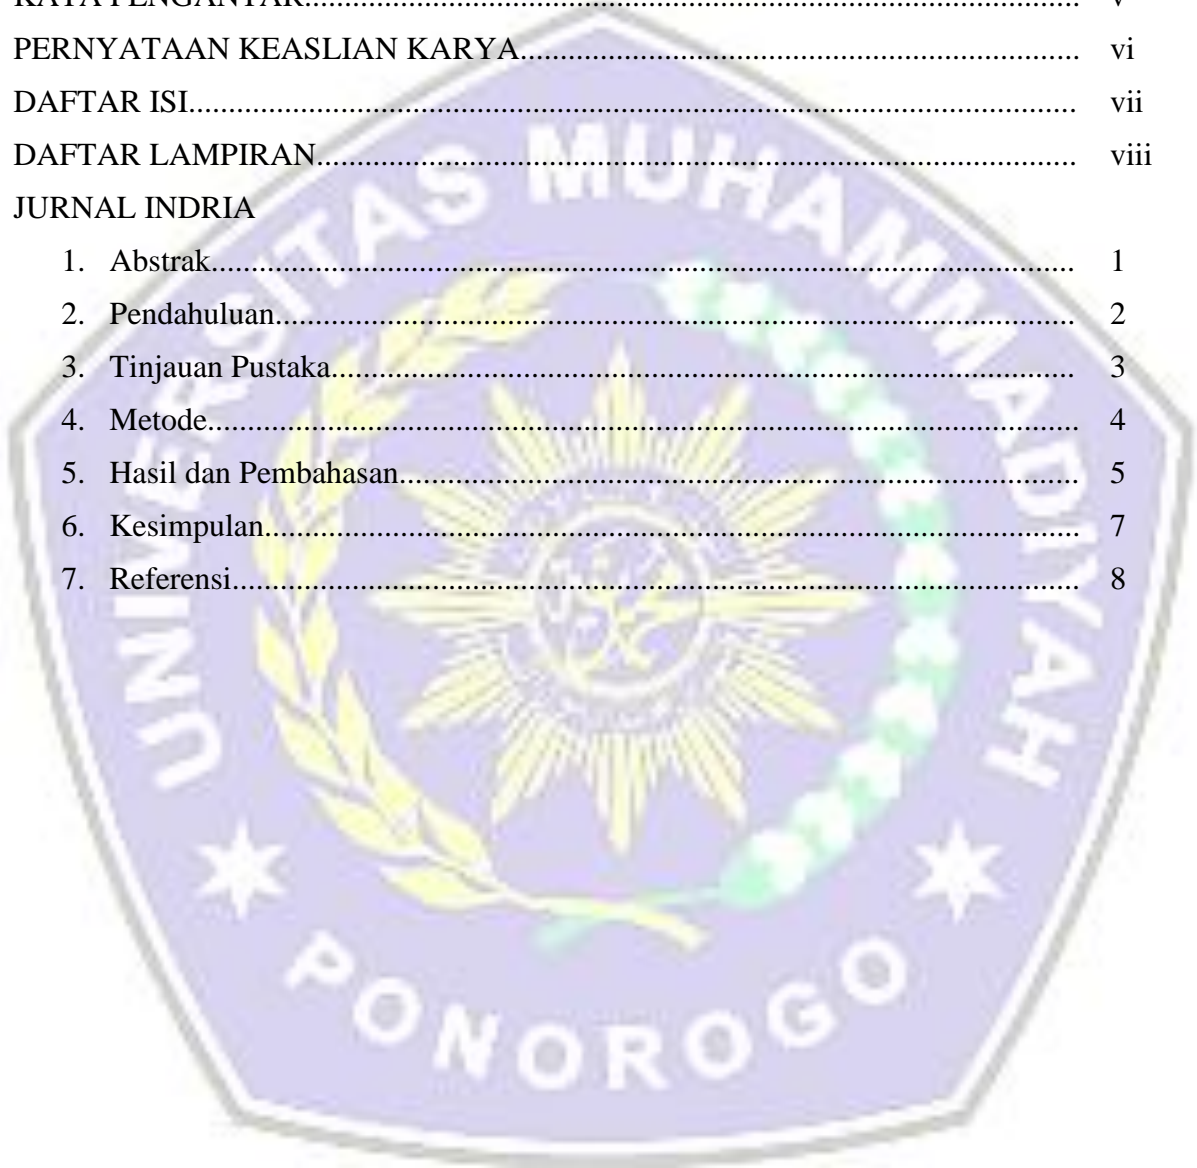 KATA PENGANTAR.................................................................................................. v
PERNYATAAN KEASLIAN KARYA...................................................................... vi
DAFTAR ISI............................................................................................................... vii
DAFTAR LAMPIRAN............................................................................................... viii
JURNAL INDRIA
1. Abstrak............................................................................................................ 1
2. Pendahuluan.................................................................................................... 2
3. Tinjauan Pustaka............................................................................................. 3
4. Metode............................................................................................................. 4
5. Hasil dan Pembahasan..................................................................................... 5
6. Kesimpulan...................................................................................................... 7
7. Referensi.......................................................................................................... 8
UNIVERSITAS MUHAMMADIYAH
PONOROGO